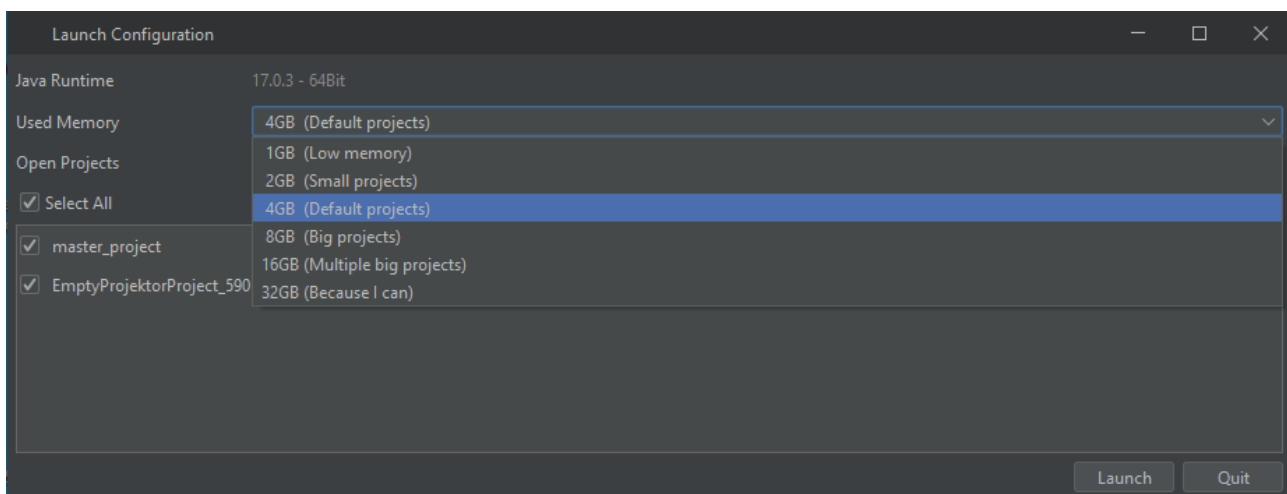 Launch Configuration
Java Runtime 17.0.3 - 64Bit
Used Memory 4GB (Default projects)
Open Projects
1GB (Low memory)
2GB (Small projects)
4GB (Default projects)
8GB (Big projects)
16GB (Multiple big projects)
32GB (Because I can)
Select All
master_project
EmptyProjektorProject_590
Launch Quit